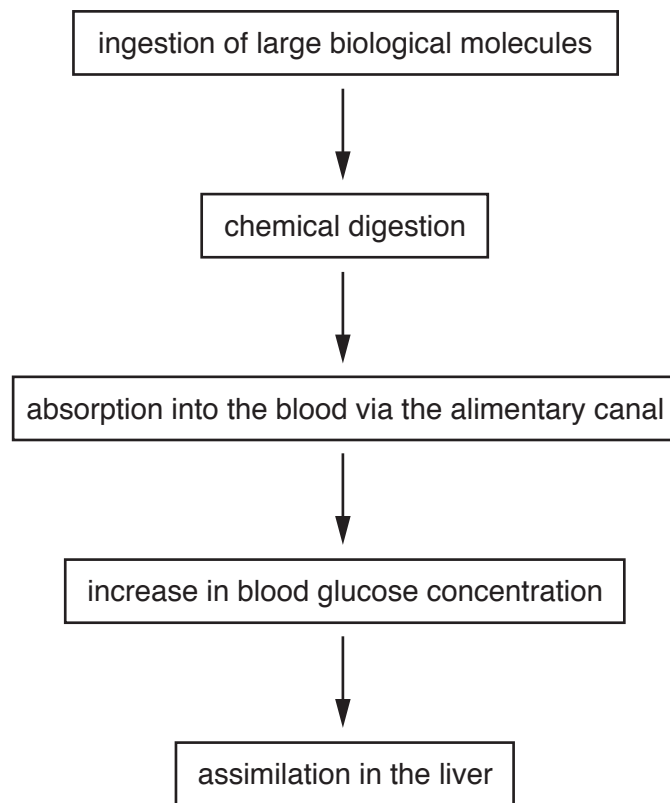 ingestion of large biological molecules
chemical digestion
absorption into the blood via the alimentary canal
increase in blood glucose concentration
assimilation in the liver